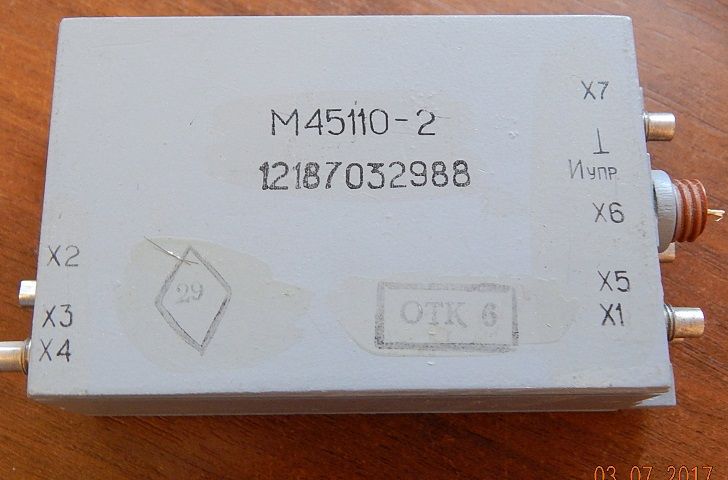 X7
М45110-2
⊥
12187032988
Иупр
X6
X2
29
X5
ОТК 6
X3
X1
X4
03 07 2017